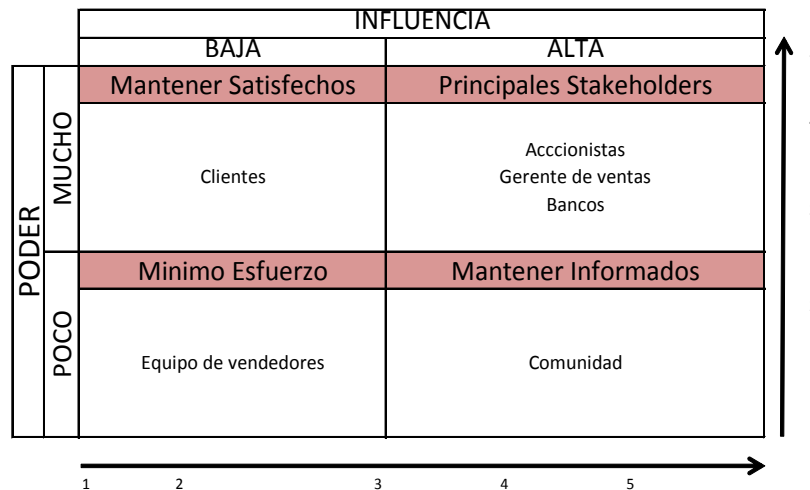 INFLUENCIA
BAJA ALTA
PODER
MUCHO
Mantener Satisfechos Principales Stakeholders
Clientes
Acccionistas
Gerente de ventas
Bancos
POCO
Minimo Esfuerzo Mantener Informados
Equipo de vendedores Comunidad
1 2 3 4 5